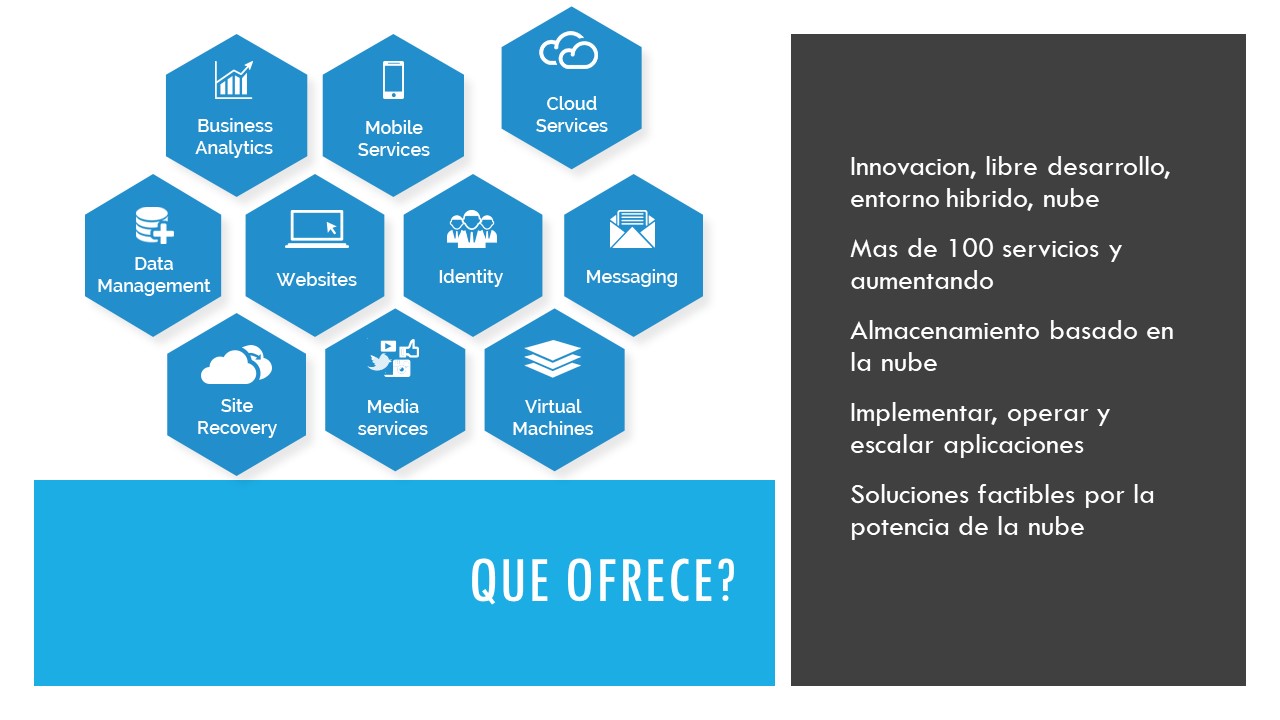 Business
Analytics
Mobile
Services
Cloud
Services
Data
Management
Websites
Identity
Messaging
Site
Recovery
Media
services
Virtual
Machines
QUE OFRECE?
Innovacion, libre desarrollo,
entorno hibrido, nube
Mas de 100 servicios y
aumentando
Almacenamiento basado en
la nube
Implementar, operar y
escalar aplicaciones
Soluciones factibles por la
potencia de la nube